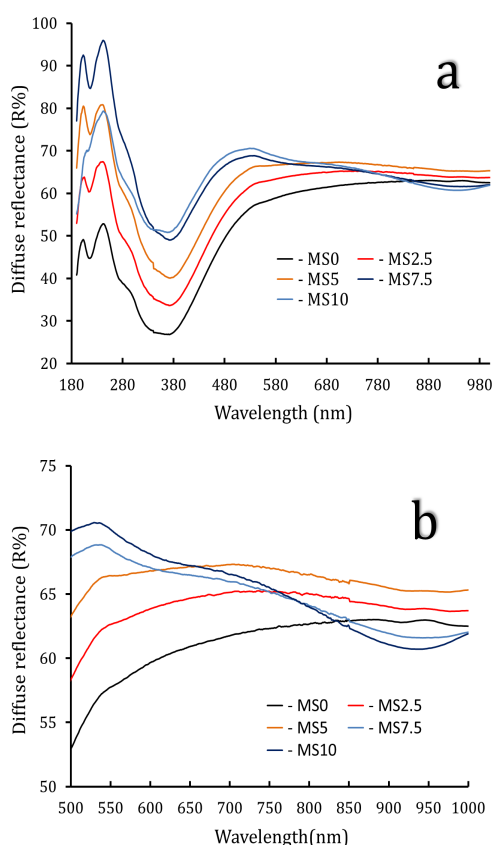 a
Diffuse reflectance (R%)
100
90
80
70
60
50
40
30
20
- MS0 - MS2.5
- MS5 - MS7.5
- MS10
180 280 380 480 580 680 780 880 980
Wavelength (nm)
b
Diffuse reflectance (R%)
75
70
65
60
55
50
- MS0 - MS2.5
- MS5 - MS7.5
- MS10
500 550 600 650 700 750 800 850 900 950 1000
Wavelength(nm)